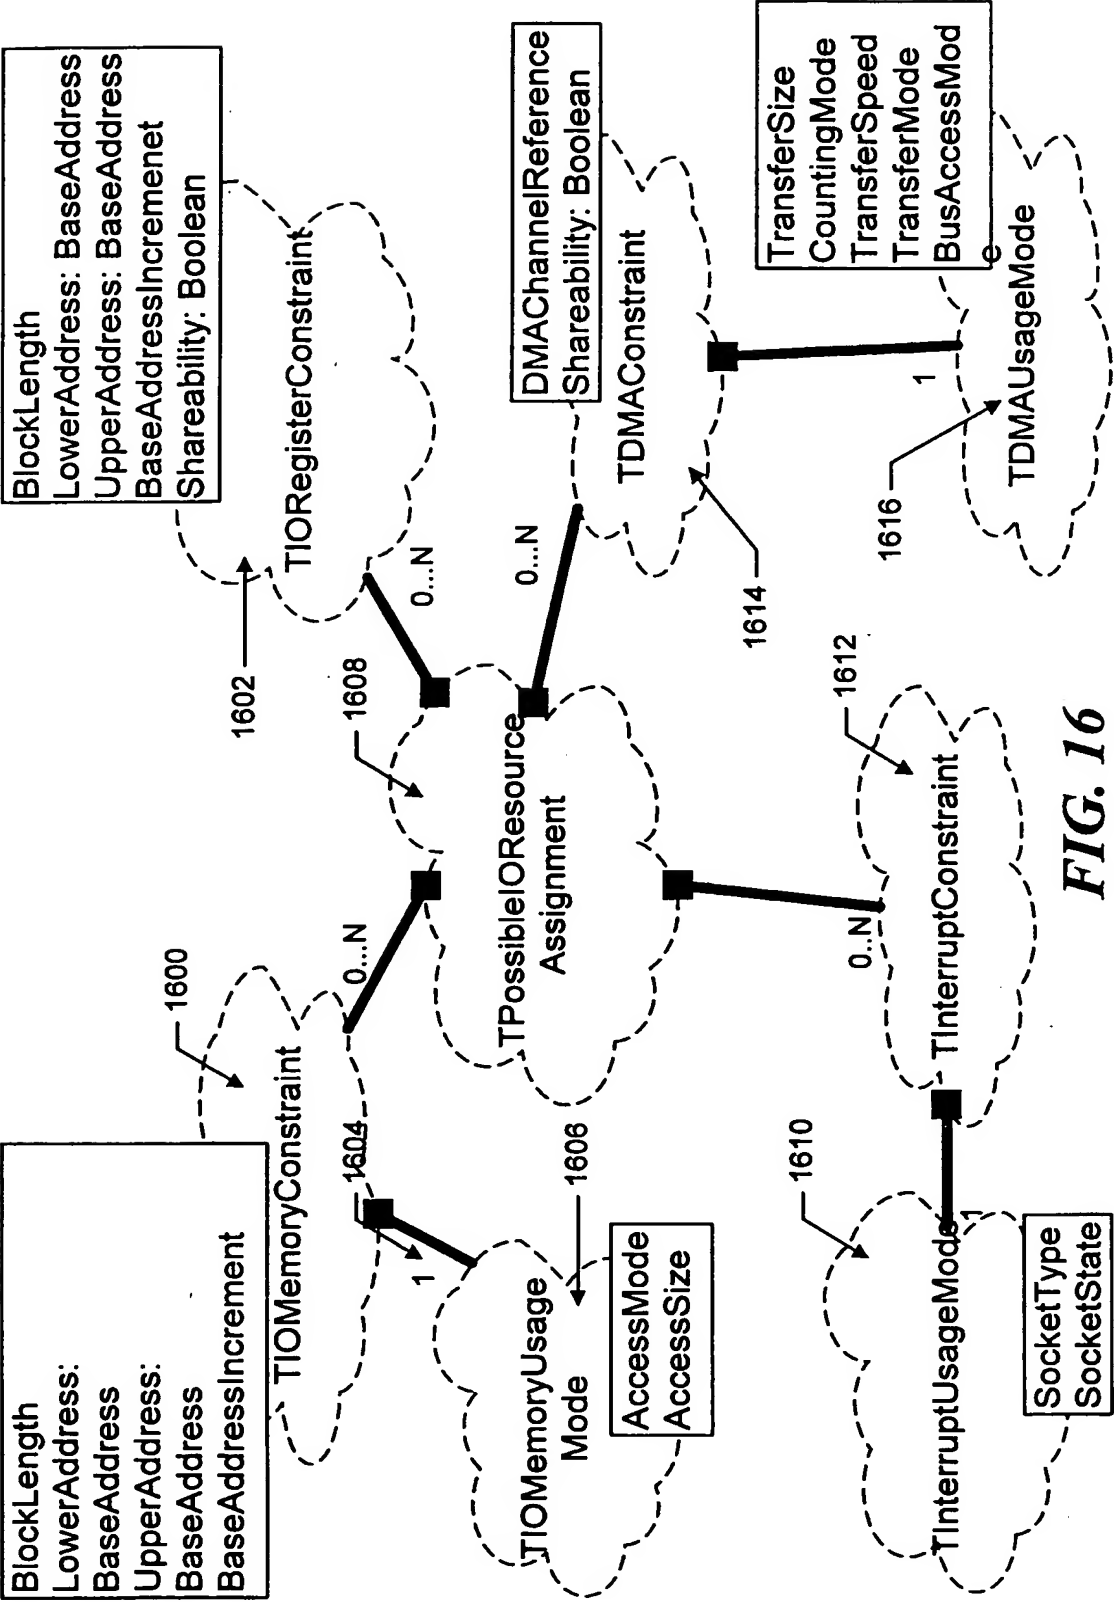 BlockLength
LowerAddress:
BaseAddress
UpperAddress:
BaseAddress
BaseAddressIncrement
1600
TIOMemoryConstraint
0...N
1604
1
TIOMemoryUsage
Mode
1606
AccessMode
AccessSize
BlockLength
LowerAddress: BaseAddress
UpperAddress: BaseAddress
BaseAddressIncremenet
Shareability: Boolean
1602
TIORegisterConstraint
0...N
1608
TPossibleIOResource
Assignment
0...N
DMAChannelReference
Shareability: Boolean
TDMAConstraint
1614
1
TransferSize
CountingMode
TransferSpeed
TransferMode
BusAccessMod
e
TDMAUsageMode
1616
0..N
1612
TInterruptConstraint
1610
1
TInterruptUsageMode
SocketType
SocketState
FIG. 16